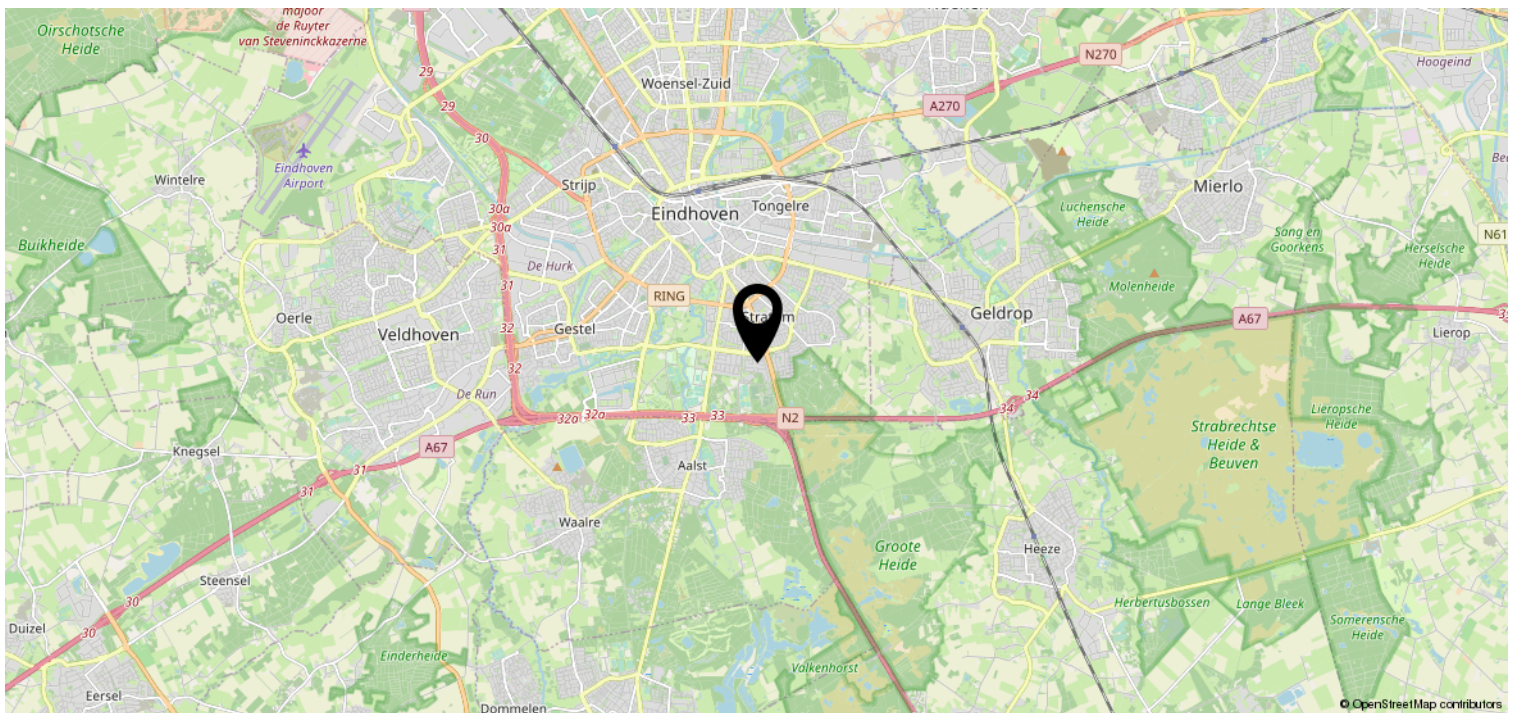 majoor
de Ruyter
van Steveninckkazerne
Oirschotsche
Heide
29
N270
Hoogeind
Woensel-Zuid
29
A270
30
Eindhoven
Airport
Wintelre
Strijp
Mierlo
30a
Eindhoven
Tongelre
Luchensche
Heide
30a
Sang en
Goorkens
N61
Buikheide
31
Herselsche
Heide
De Hurk
31
RING
Molenheide
Oerle
Veldhoven
32
Gestel
Geldrop
A67
Lierop
32
De Run
34
34
32a
32a
33
33
N2
Lieropsche
Heide
Strabrechtse
Heide &
Beuven
A67
Knegsel
31
31
Aalst
Waalre
Groote
Heide
Heeze
Steensel
30
Herbertusbossen
Lange Bleek
Somerensche
Heide
Duizel
30
Einderheide
Valkenhorst
Eersel
Dommelen
© OpenStreetMap contributors